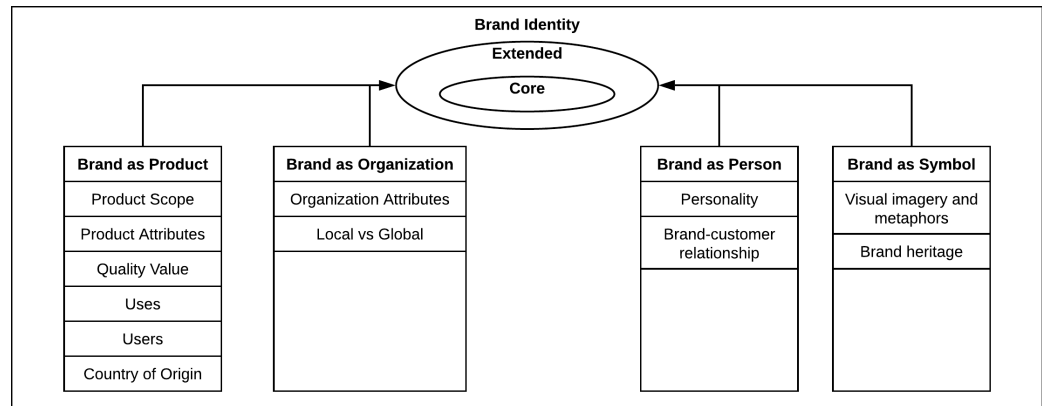 Brand Identity
Extended
Core
Brand as Product
Product Scope
Product Attributes
Quality Value
Uses
Users
Country of Origin
Brand as Organization
Organization Attributes
Local vs Global
Brand as Person
Personality
Brand-customer
relationship
Brand as Symbol
Visual imagery and
metaphors
Brand heritage